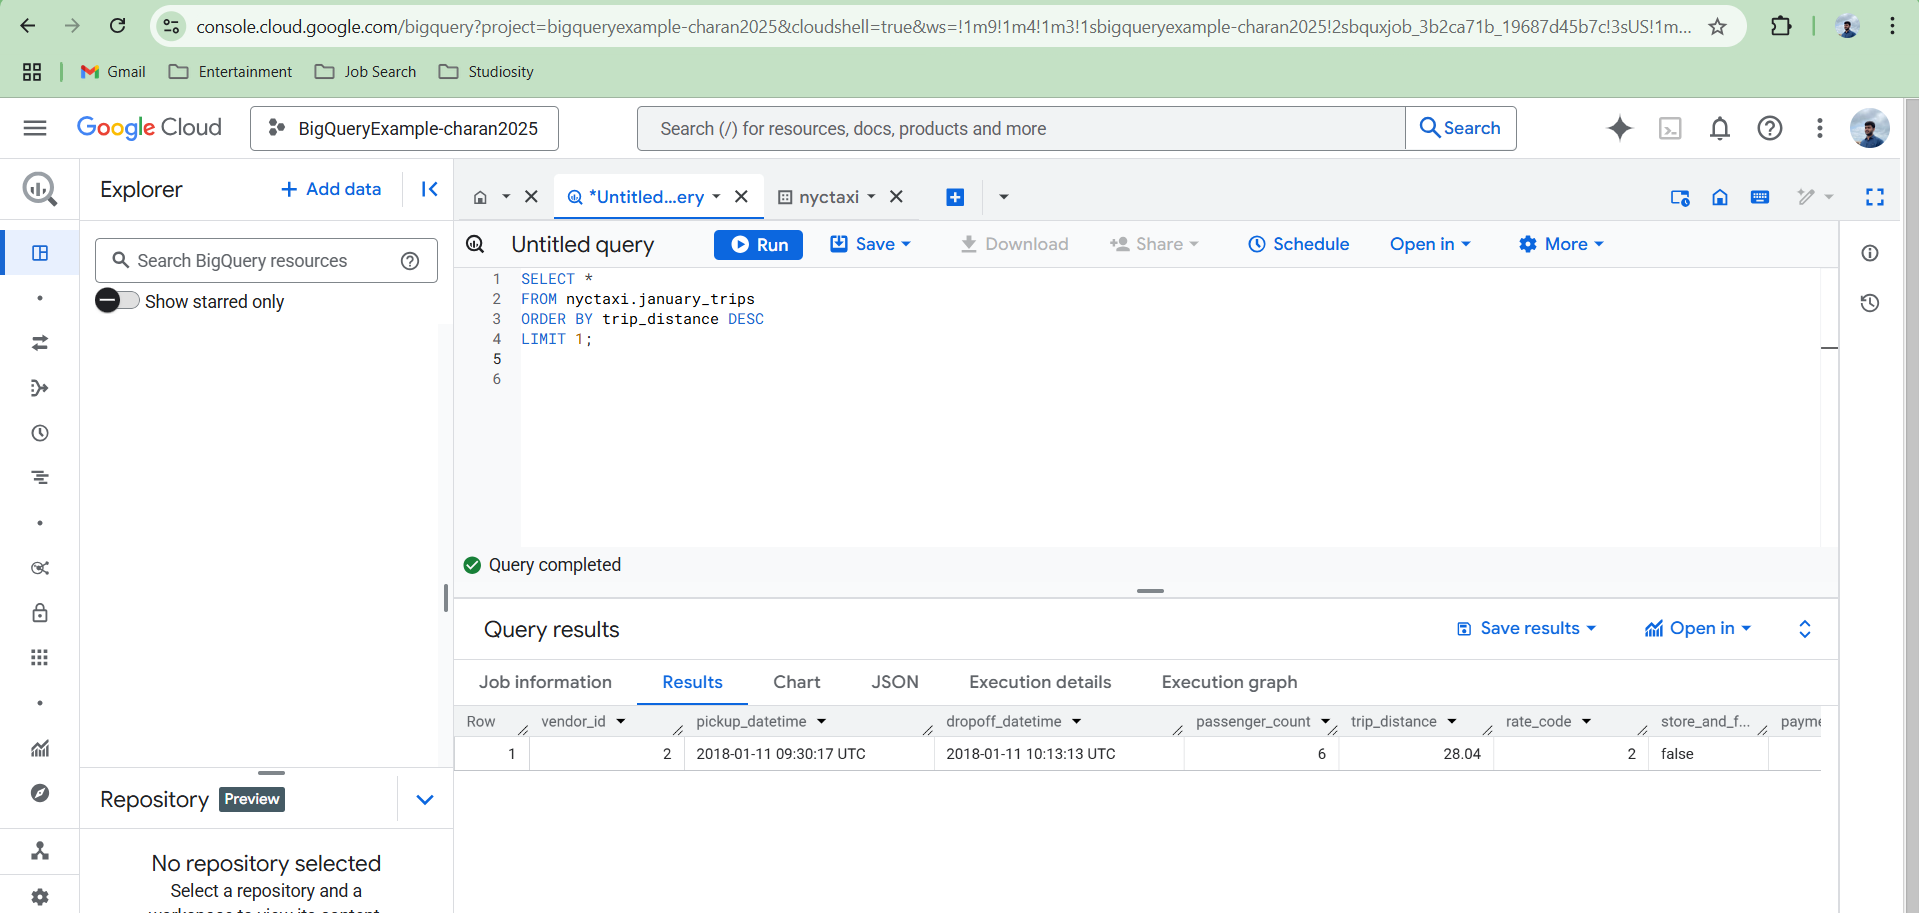 console.cloud.google.com/bigquery?project=bigqueryexample-charan2025&cloudshell=true&ws=!1m9!1m4!1m3!1sbigqueryexample-charan2025!2sbquxjob_3b2ca71b_19687d45b7c!3sUS!1m...
Gmail Entertainment Job Search Studiosity
Google Cloud BigQueryExample-charan2025 Search (/) for resources, docs, products and more Search
Explorer + Add data
*Untitled...ery nyctaxi
Search BigQuery resources
Show starred only
Untitled query Run Save Download Share Schedule Open in More
1 SELECT *
2 FROM nyctaxi.january_trips
3 ORDER BY trip_distance DESC
4 LIMIT 1;
5
6
Query completed
Query results Save results Open in
Job information Results Chart JSON Execution details Execution graph
Row vendor_id pickup_datetime dropoff_datetime passenger_count trip_distance rate_code store_and_f... payme
1 2 2018-01-11 09:30:17 UTC 2018-01-11 10:13:13 UTC 6 28.04 2 false
Repository Preview
No repository selected
Select a repository and a
workspace to view its content